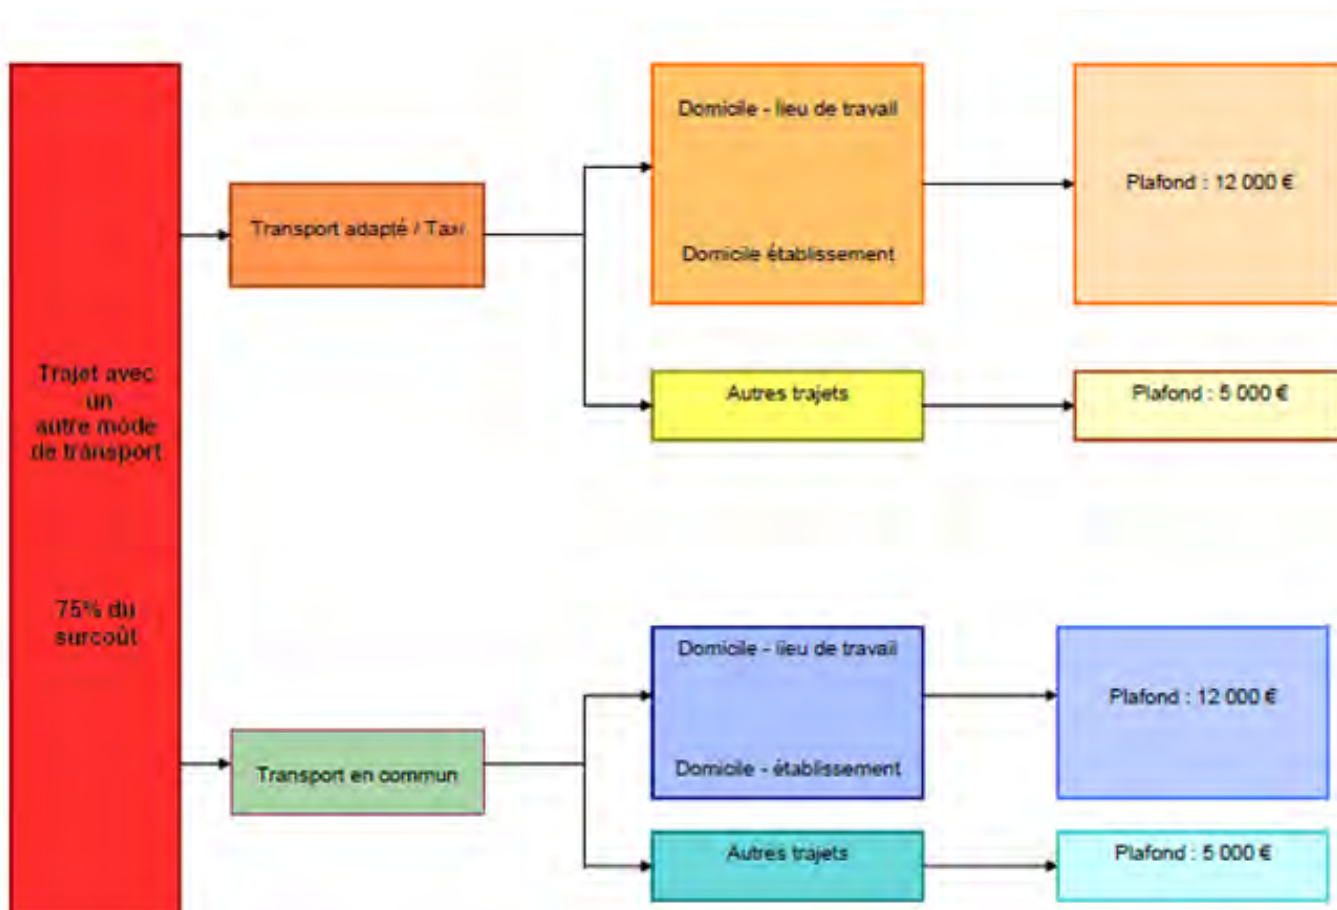 Trajet avec
un
autre mode
de transport
75% du
surcoût
Transport adapté / Taxi
Domicile - lieu de travail
Domicile établissement
Plafond : 12 000 €
Autres trajets
Plafond : 5 000 €
Transport en commun
Domicile - lieu de travail
Domicile - établissement
Plafond : 12 000 €
Autres trajets
Plafond : 5 000 €